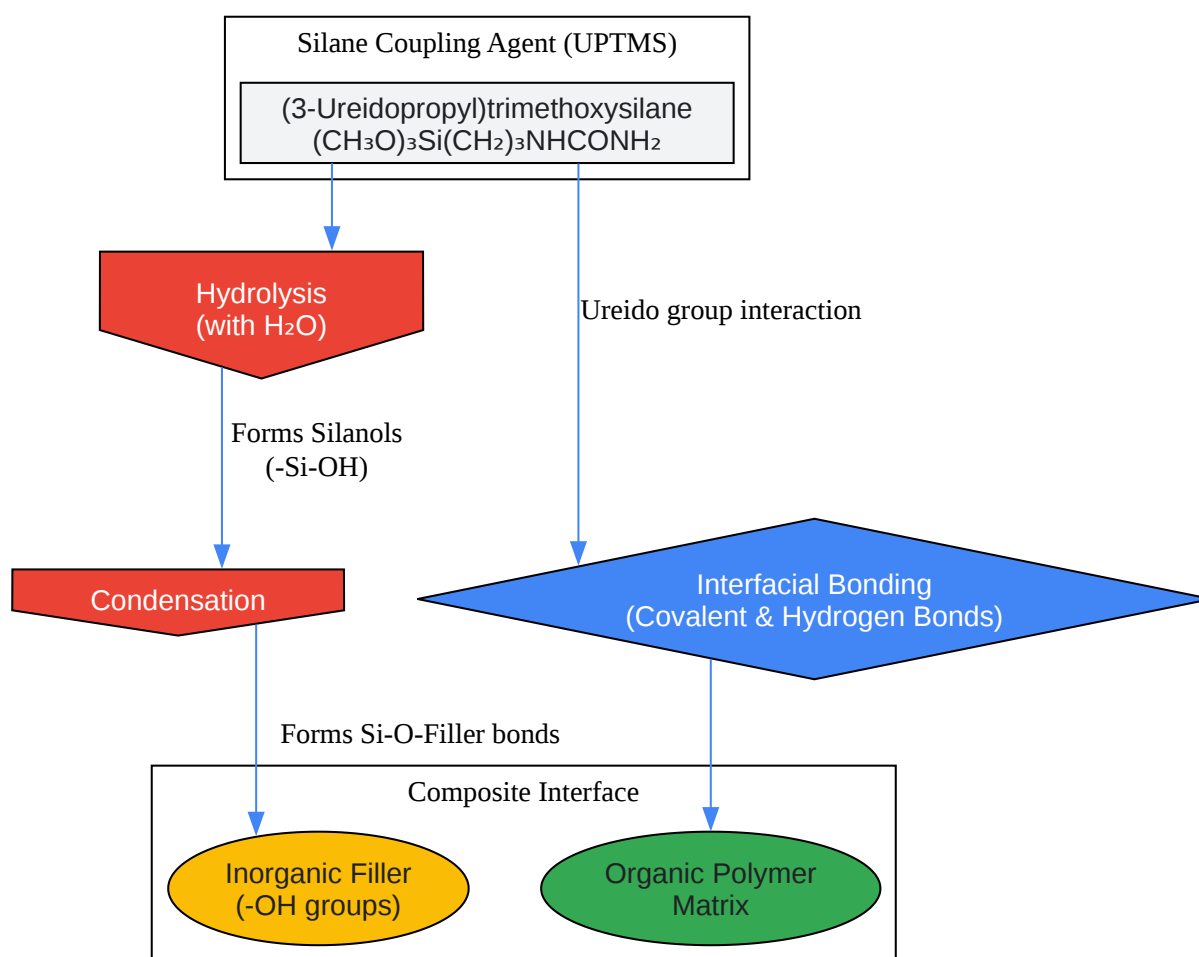 Silane Coupling Agent (UPTMS)
(3-Ureidopropyl)trimethoxysilane
(CH₃O)₃Si(CH₂)₃NHCONH₂
Hydrolysis
(with H₂O)
Ureido group interaction
Forms Silanols
(-Si-OH)
Condensation
Interfacial Bonding
(Covalent & Hydrogen Bonds)
Forms Si-O-Filler bonds
Composite Interface
Inorganic Filler
(-OH groups)
Organic Polymer
Matrix